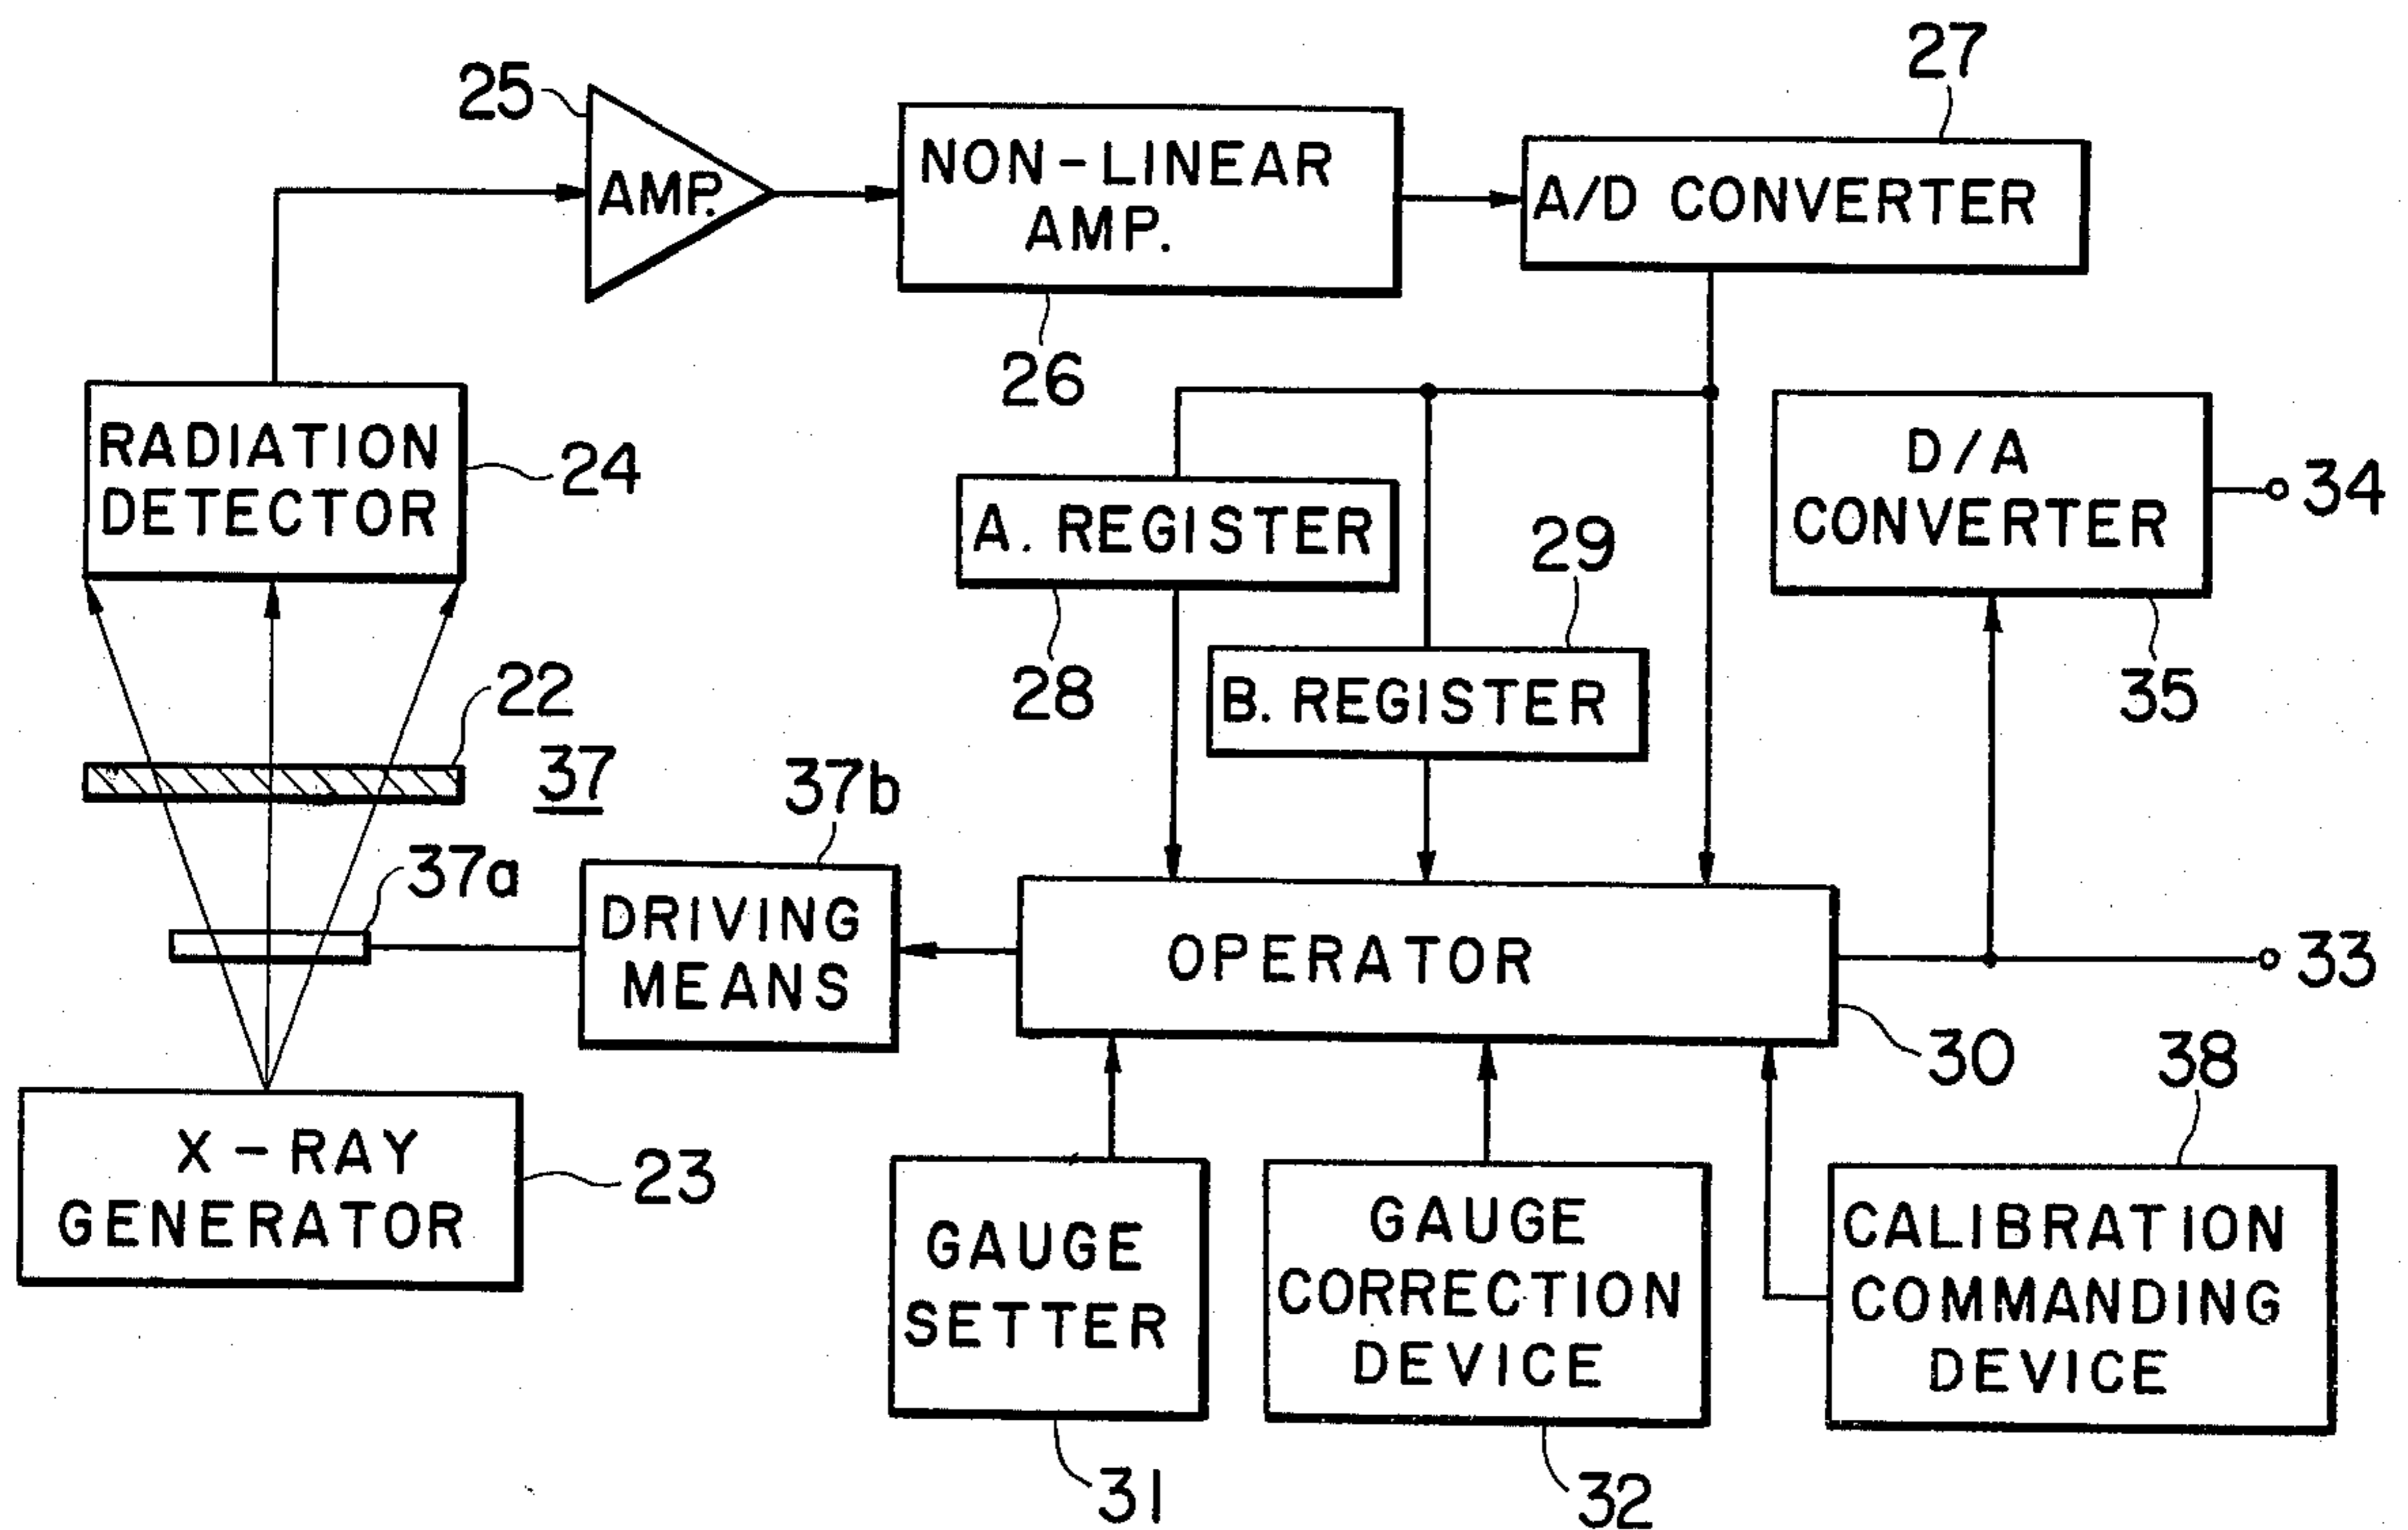 27
25
AMP.
NON-LINEAR
AMP.
A/D CONVERTER
26
RADIATION
DETECTOR
24
A. REGISTER
28
29
B. REGISTER
D/A
CONVERTER
34
35
22
37
37a
37b
DRIVING
MEANS
OPERATOR
33
30
38
X-RAY
GENERATOR
23
GAUGE
SETTER
31
GAUGE
CORRECTION
DEVICE
32
CALIBRATION
COMMANDING
DEVICE